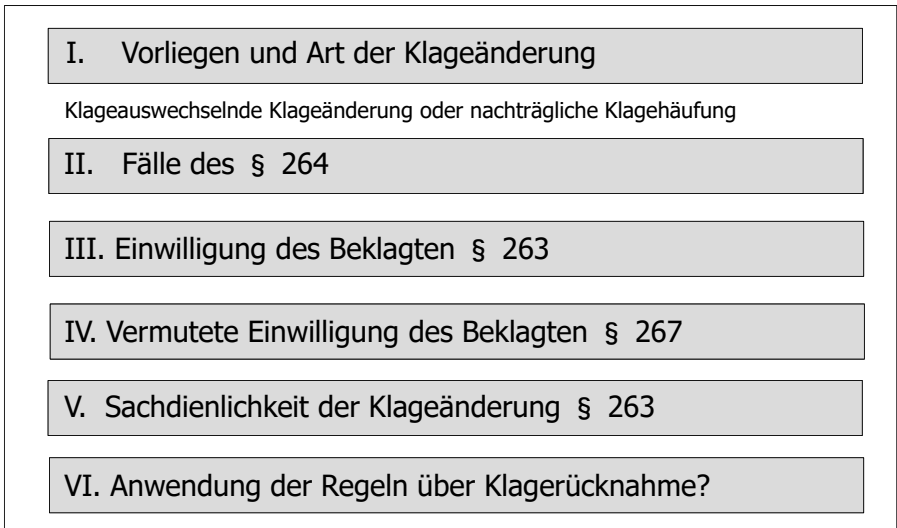 I. Vorliegen und Art der Klageänderung
Klageauswechselnde Klageänderung oder nachträgliche Klagehäufung
II. Fälle des § 264
III. Einwilligung des Beklagten § 263
IV. Vermutete Einwilligung des Beklagten § 267
V. Sachdienlichkeit der Klageänderung § 263
VI. Anwendung der Regeln über Klagerücknahme?